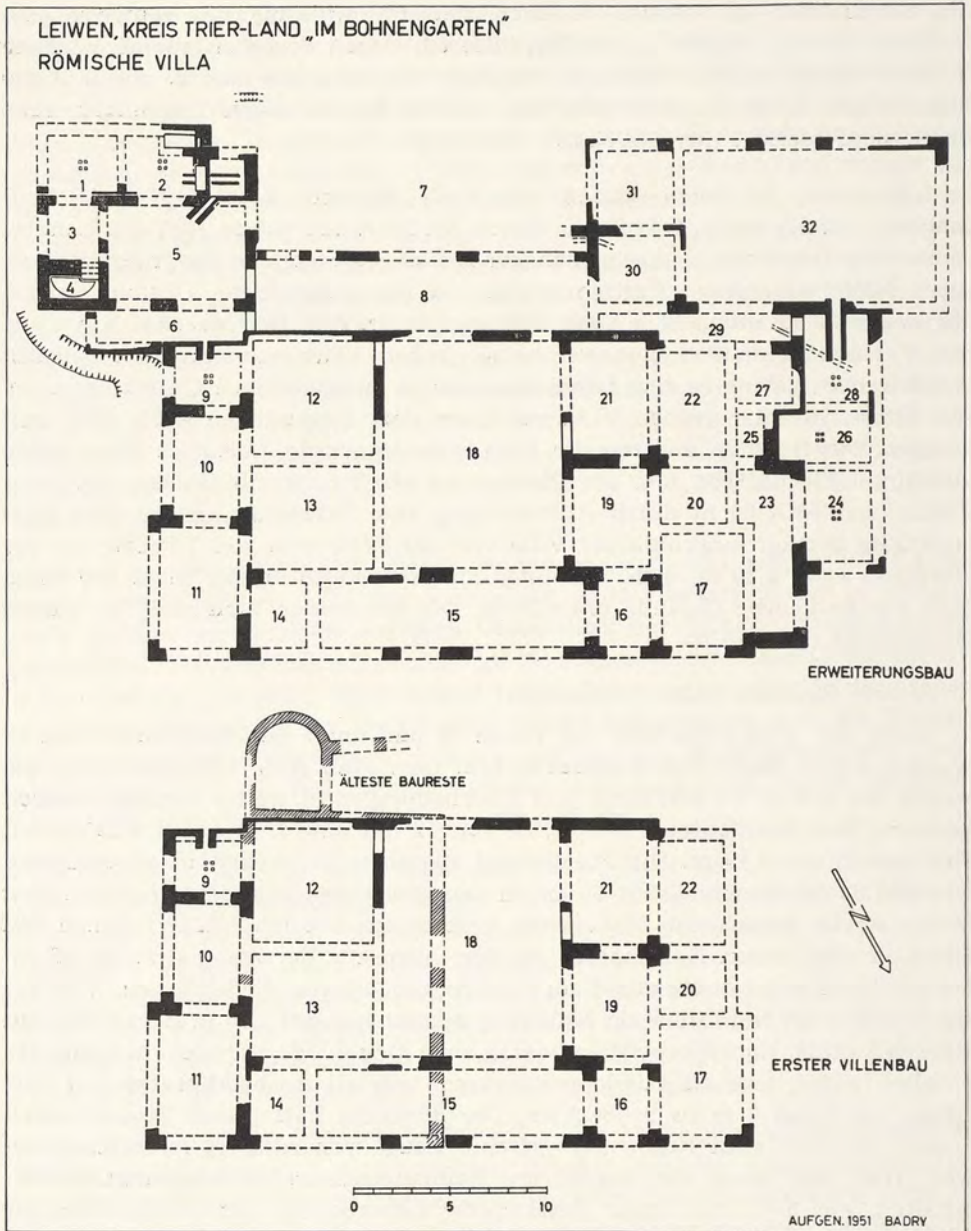 LEIWEN, KREIS TRIER-LAND „IM BOHNENGARTEN"
RÖMISCHE VILLA
1 2 7 31 32
3 5
4 8 30
6 29
9 12 21 22 27 28
10 18 25 26
13 19 20 23 24
11 14 15 16 17
ERWEITERUNGSBAU
ÄLTESTE BAURESTE
9 12 21 22
10 18
13 19 20
11 14 15 16 17
ERSTER VILLENBAU
0 5 10
AUFGEN. 1951 BADRY